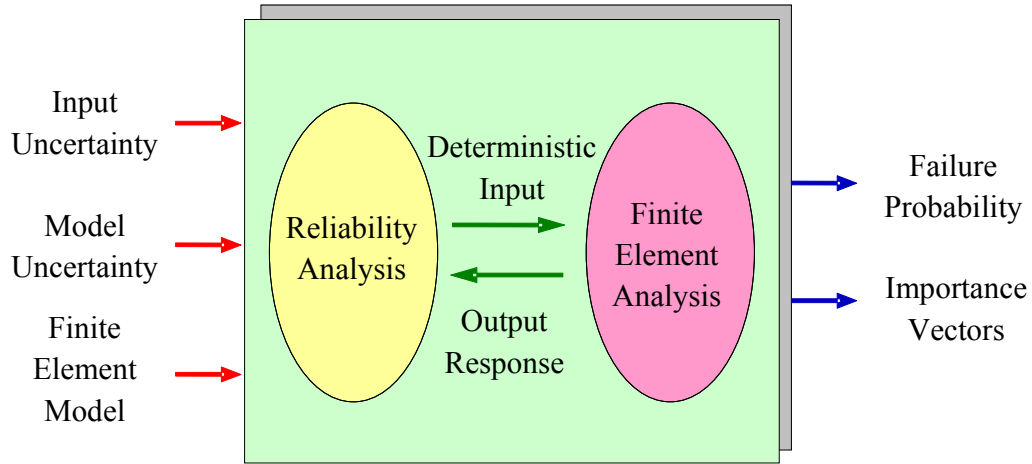 Input
Uncertainty
Model
Uncertainty
Finite
Element
Model
Reliability
Analysis
Deterministic
Input
Output
Response
Finite
Element
Analysis
Failure
Probability
Importance
Vectors